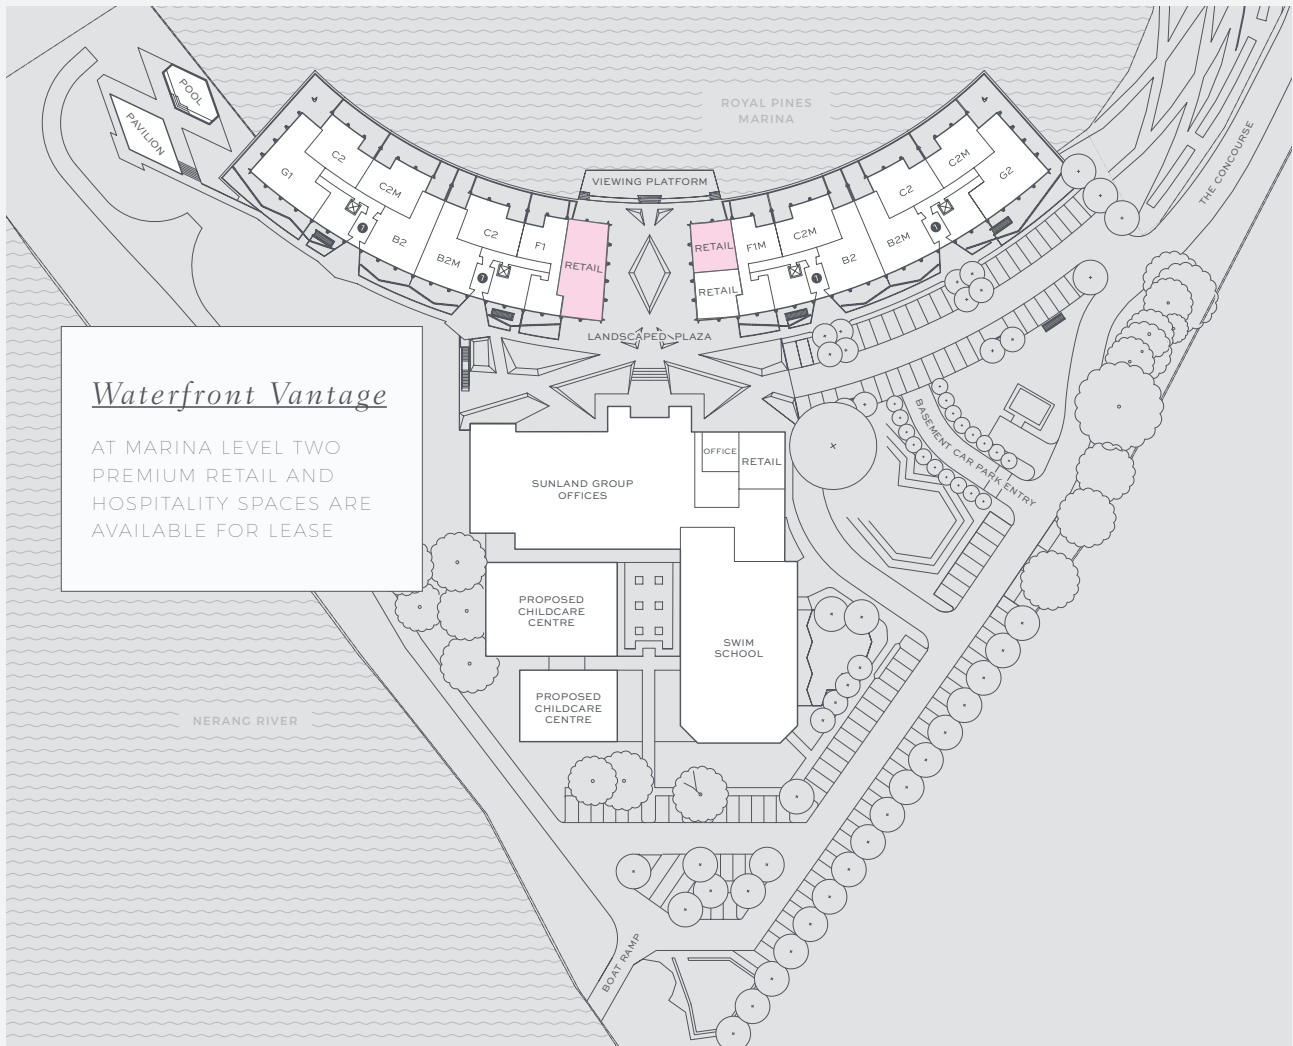 ROYAL PINES
MARINA
POOL
PAVILION
THE CONCOURSE
VIEWING PLATFORM
G1
C2
C2M
B2
B2M
C2
F1
RETAIL
RETAIL
RETAIL
F1M
C2M
B2
C2
B2M
C2M
G2
LANDSCAPED PLAZA
Waterfront Vantage
AT MARINA LEVEL TWO
PREMIUM RETAIL AND
HOSPITALITY SPACES ARE
AVAILABLE FOR LEASE
BASEMENT CAR PARK ENTRY
OFFICE
RETAIL
SUNLAND GROUP
OFFICES
PROPOSED
CHILDCARE
CENTRE
SWIM
SCHOOL
PROPOSED
CHILDCARE
CENTRE
NERANG RIVER
BOAT RAMP